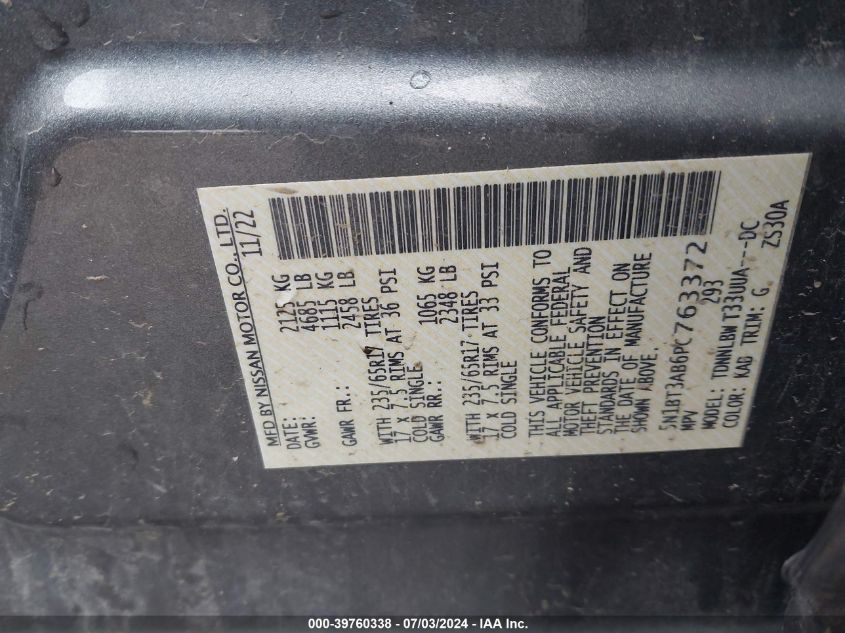 MFD BY NISSAN MOTOR CO., LTD.
DATE: 11/22
GVWR: 2125 KG
4685 LB
GAWR FR.: 1115 KG
2458 LB
WITH 235/65R17 TIRES
17 x 7.5 RIMS AT 36 PSI
COLD SINGLE
GAWR RR.: 1065 KG
2348 LB
WITH 235/65R17 TIRES
17 x 7.5 RIMS AT 33 PSI
COLD SINGLE
THIS VEHICLE CONFORMS TO
ALL APPLICABLE FEDERAL
MOTOR VEHICLE SAFETY AND
THEFT PREVENTION
STANDARDS IN EFFECT ON
THE DATE OF MANUFACTURE
SHOWN ABOVE.
5N1BT3AB6PC763372
MPV 293
MODEL: TDNNLBW T33UUA---DC
COLOR: KAD TRIM: G ZS30A
000-39760338 - 07/03/2024 - IAA Inc.